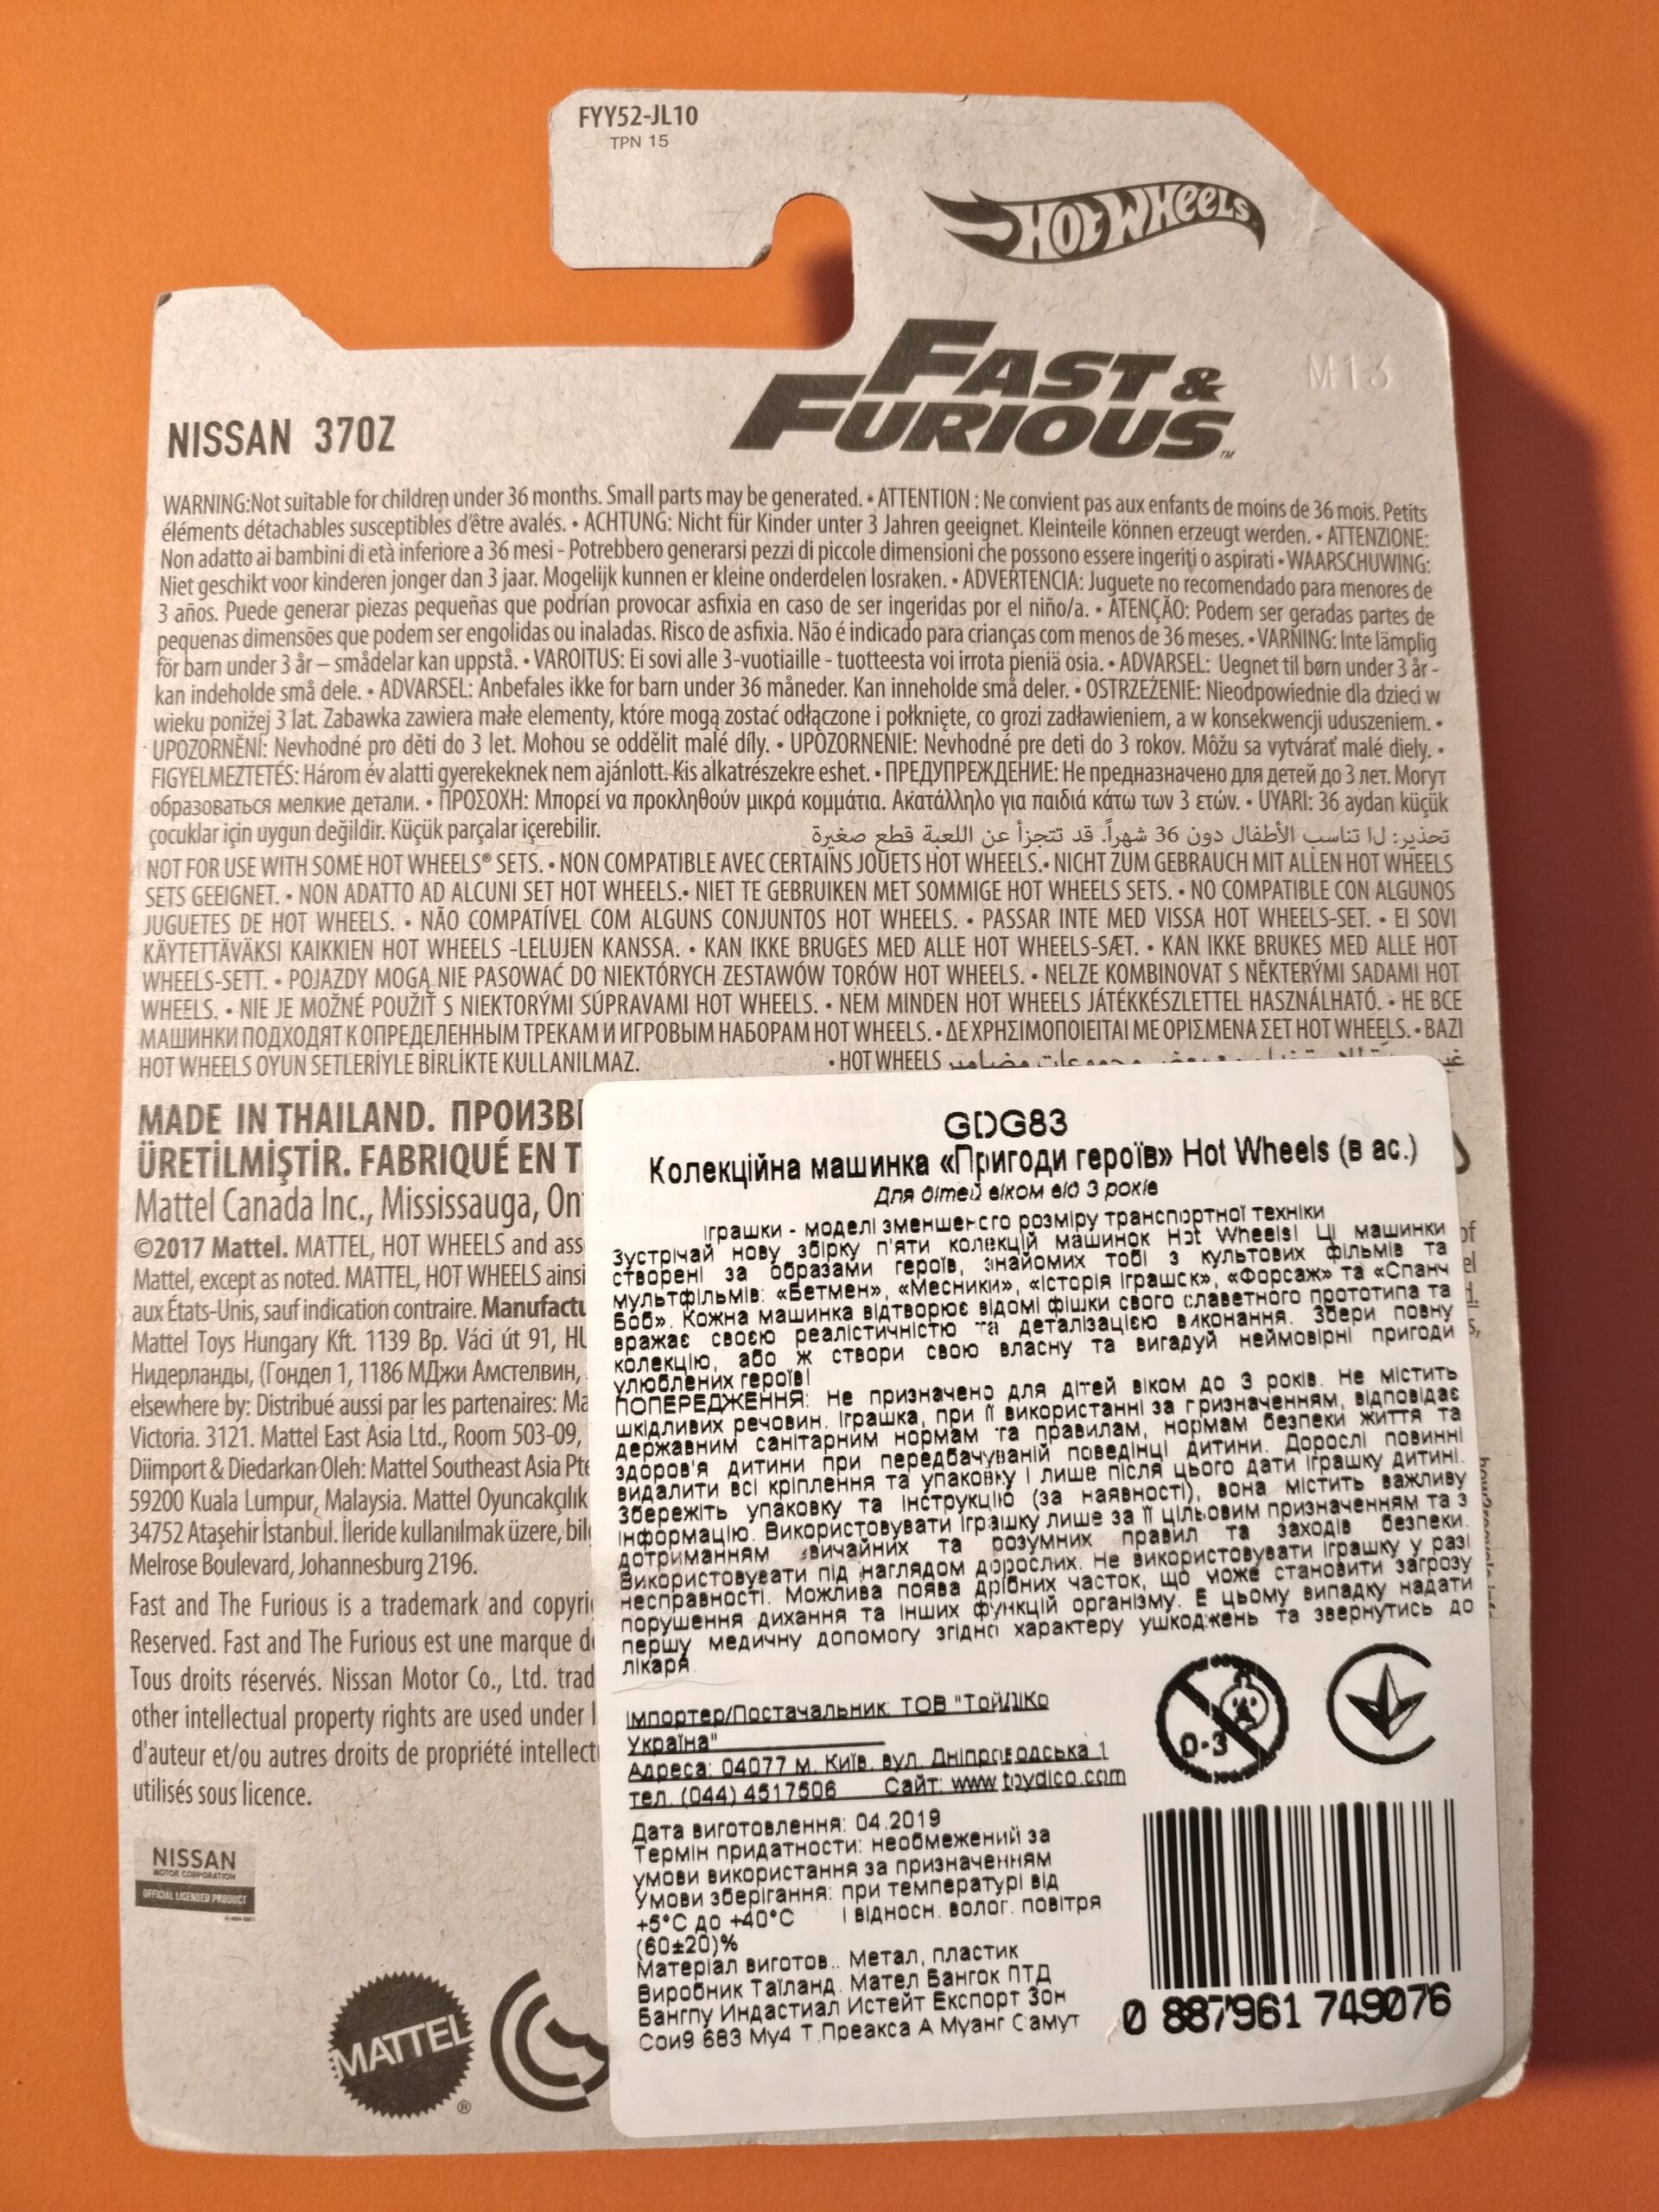 FYY52-JL10
TPN 15
HOT WHEELS
FAST &
FURIOUS™
M13
NISSAN 370Z
WARNING:Not suitable for children under 36 months. Small parts may be generated. • ATTENTION : Ne convient pas aux enfants de moins de 36 mois. Petits
éléments détachables susceptibles d'être avalés. • ACHTUNG: Nicht für Kinder unter 3 Jahren geeignet. Kleinteile können erzeugt werden. • ATTENZIONE:
Non adatto ai bambini di età inferiore a 36 mesi - Potrebbero generarsi pezzi di piccole dimensioni che possono essere ingeriti o aspirati • WAARSCHUWING:
Niet geschikt voor kinderen jonger dan 3 jaar. Mogelijk kunnen er kleine onderdelen losraken. • ADVERTENCIA: Juguete no recomendado para menores de
3 años. Puede generar piezas pequeñas que podrían provocar asfixia en caso de ser ingeridas por el niño/a. • ATENÇÃO: Podem ser geradas partes de
pequenas dimensões que podem ser engolidas ou inaladas. Risco de asfixia. Não é indicado para crianças com menos de 36 meses. • VARNING: Inte lämplig
för barn under 3 år – smådelar kan uppstå. • VAROITUS: Ei sovi alle 3-vuotiaille - tuotteesta voi irrota pieniä osia. • ADVARSEL: Uegnet til børn under 3 år -
kan indeholde små dele. • ADVARSEL: Anbefales ikke for barn under 36 måneder. Kan inneholde små deler. • OSTRZEŻENIE: Nieodpowiednie dla dzieci w
wieku poniżej 3 lat. Zabawka zawiera małe elementy, które mogą zostać odłączone i połknięte, co grozi zadławieniem, a w konsekwencji uduszeniem. •
UPOZORNĚNÍ: Nevhodné pro děti do 3 let. Mohou se oddělit malé díly. • UPOZORNENIE: Nevhodné pre deti do 3 rokov. Môžu sa vytvárať malé diely. •
FIGYELMEZTETÉS: Három év alatti gyerekeknek nem ajánlott. Kis alkatrészekre eshet. • ПРЕДУПРЕЖДЕНИЕ: Не предназначено для детей до 3 лет. Могут
образоваться мелкие детали. • ΠΡΟΣΟΧΗ: Μπορεί να προκληθούν μικρά κομμάτια. Ακατάλληλο για παιδιά κάτω των 3 ετών. • UYARI: 36 aydan küçük
çocuklar için uygun değildir. Küçük parçalar içerebilir. تحذير: لا تناسب الأطفال دون 36 شهراً. قد تتجزأ عن اللعبة قطع صغيرة
NOT FOR USE WITH SOME HOT WHEELS® SETS. • NON COMPATIBLE AVEC CERTAINS JOUETS HOT WHEELS.• NICHT ZUM GEBRAUCH MIT ALLEN HOT WHEELS
SETS GEEIGNET. • NON ADATTO AD ALCUNI SET HOT WHEELS.• NIET TE GEBRUIKEN MET SOMMIGE HOT WHEELS SETS. • NO COMPATIBLE CON ALGUNOS
JUGUETES DE HOT WHEELS. • NÃO COMPATÍVEL COM ALGUNS CONJUNTOS HOT WHEELS. • PASSAR INTE MED VISSA HOT WHEELS-SET. • EI SOVI
KÄYTETTÄVÄKSI KAIKKIEN HOT WHEELS -LELUJEN KANSSA. • KAN IKKE BRUGES MED ALLE HOT WHEELS-SÆT. • KAN IKKE BRUKES MED ALLE HOT
WHEELS-SETT. • POJAZDY MOGĄ NIE PASOWAĆ DO NIEKTÓRYCH ZESTAWÓW TORÓW HOT WHEELS. • NELZE KOMBINOVAT S NĚKTERÝMI SADAMI HOT
WHEELS. • NIE JE MOŽNÉ POUŽIŤ S NIEKTORÝMI SÚPRAVAMI HOT WHEELS. • NEM MINDEN HOT WHEELS JÁTÉKKÉSZLETTEL HASZNÁLHATÓ. • НЕ ВСЕ
МАШИНКИ ПОДХОДЯТ К ОПРЕДЕЛЕННЫМ ТРЕКАМ И ИГРОВЫМ НАБОРАМ HOT WHEELS. • ΔΕ ΧΡΗΣΙΜΟΠΟΙΕΙΤΑΙ ΜΕ ΟΡΙΣΜΕΝΑ ΣΕΤ HOT WHEELS. • BAZI
HOT WHEELS OYUN SETLERİYLE BİRLİKTE KULLANILMAZ. • HOT WHEELS
MADE IN THAILAND. ПРОИЗВ
ÜRETİLMİŞTİR. FABRIQUÉ EN T
Mattel Canada Inc., Mississauga, On
©2017 Mattel. MATTEL, HOT WHEELS and ass
Mattel, except as noted. MATTEL, HOT WHEELS ainsi
aux États-Unis, sauf indication contraire. Manufactu
Mattel Toys Hungary Kft. 1139 Bp. Váci út 91, HU
Нидерланды, (Гондел 1, 1186 МДжи Амстелвин,
elsewhere by: Distribué aussi par les partenaires: Ma
Victoria. 3121. Mattel East Asia Ltd., Room 503-09,
Diimport & Diedarkan Oleh: Mattel Southeast Asia Pte
59200 Kuala Lumpur, Malaysia. Mattel Oyuncakçılık
34752 Ataşehir İstanbul. İleride kullanılmak üzere, bilg
Melrose Boulevard, Johannesburg 2196.
Fast and The Furious is a trademark and copyri
Reserved. Fast and The Furious est une marque d
Tous droits réservés. Nissan Motor Co., Ltd. trad
other intellectual property rights are used under l
d'auteur et/ou autres droits de propriété intellect
utilisés sous licence.
NISSAN
MOTOR CORPORATION
OFFICIAL LICENSED PRODUCT
MATTEL
®
GDG83
Колекційна машинка «Пригоди героїв» Hot Wheels (в ас.)
Для дітей віком від 3 років
Іграшки - моделі зменшеного розміру транспортної техніки
Зустрічай нову збірку п'яти колекцій машинок Hot Wheels! Ці машинки
створені за образами героїв, знайомих тобі з культових фільмів та
мультфільмів: «Бетмен», «Месники», «Історія іграшок», «Форсаж» та «Спанч
Боб». Кожна машинка відтворює відомі фішки свого славетного прототипа та
вражає своєю реалістичністю та деталізацією виконання. Збери повну
колекцію, або ж створи свою власну та вигадуй неймовірні пригоди
улюблених героїв!
ПОПЕРЕДЖЕННЯ: Не призначено для дітей віком до 3 років. Не містить
шкідливих речовин. Іграшка, при її використанні за призначенням, відповідає
державним санітарним нормам та правилам, нормам безпеки життя та
здоров'я дитини при передбачуваній поведінці дитини. Дорослі повинні
видалити всі кріплення та упаковку і лише після цього дати іграшку дитині.
Збережіть упаковку та інструкцію (за наявності), вона містить важливу
інформацію. Використовувати іграшку лише за її цільовим призначенням та з
дотриманням звичайних та розумних правил та заходів безпеки.
Використовувати під наглядом дорослих. Не використовувати іграшку у разі
несправності. Можлива поява дрібних часток, що може становити загрозу
порушення дихання та інших функцій організму. В цьому випадку надати
першу медичну допомогу згідно характеру ушкоджень та звернутись до
лікаря
Імпортер/Постачальник: ТОВ "ТойДіКо
Україна"
Адреса: 04077 м. Київ, вул. Дніпроводська 1
тел. (044) 4517506 Сайт: www.toydico.com
0-3
Дата виготовлення: 04.2019
Термін придатности: необмежений за
умови використання за призначенням
Умови зберігання: при температурі від
+5°C до +40°C і відносн. волог. повітря
(60±20)%
Матеріал виготов.. Метал, пластик
Виробник Таїланд. Мател Бангок ПТД
Бангпу Индастиал Истейт Експорт Зон
Сои9 683 Му4 Т.Преакса А Муанг Самут
0 887961 749076